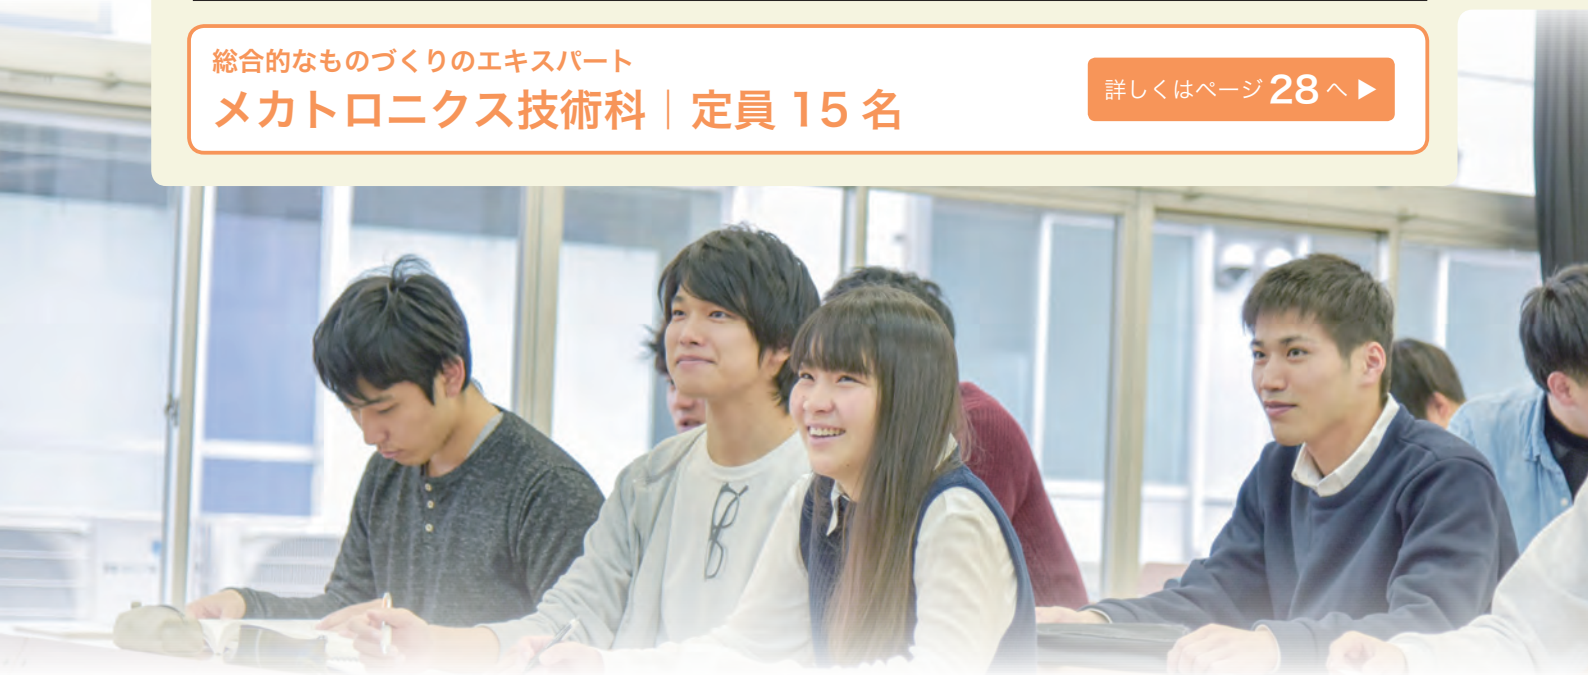 総合的なものづくりのエキスパート
メカトロニクス技術科｜定員 15 名
詳しくはページ 28 へ ▶